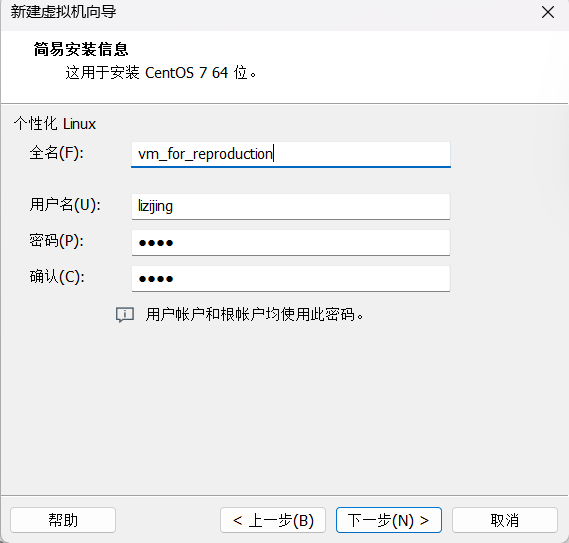 新建虚拟机向导
简易安装信息
这用于安装 CentOS 7 64 位。
个性化 Linux
全名(F): vm_for_reproduction
用户名(U): lizijing
密码(P): ●●●●
确认(C): ●●●●
用户帐户和根帐户均使用此密码。
帮助 < 上一步(B) 下一步(N) > 取消